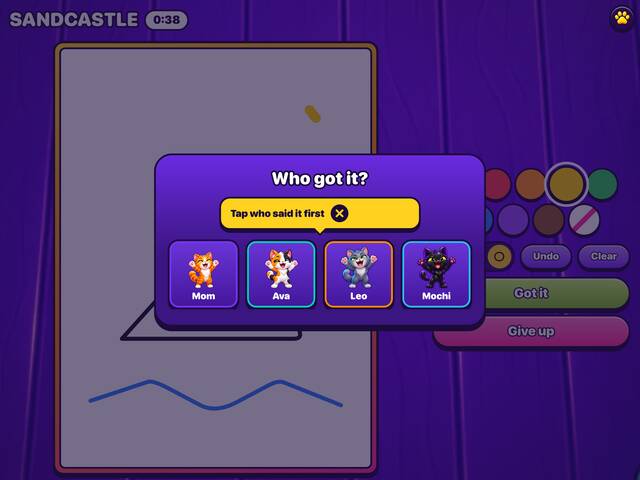 SANDCASTLE 0:38
Who got it?
Tap who said it first
Mom Ava Leo Mochi
Undo Clear
Got it
Give up